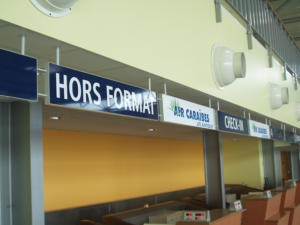 HORS FORMAT
AIR CARAÏBES
CHECK-IN